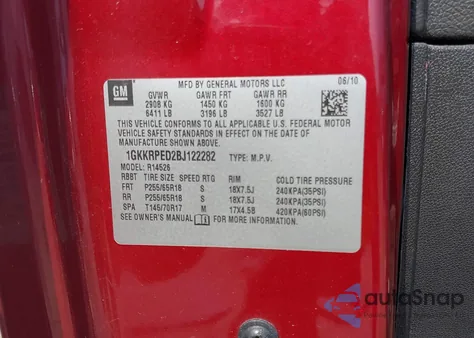 GM
MFD BY GENERAL MOTORS LLC
06/10
GVWR GAWR FRT GAWR RR
2908 KG 1450 KG 1600 KG
6411 LB 3196 LB 3527 LB
THIS VEHICLE CONFORMS TO ALL APPLICABLE U.S. FEDERAL MOTOR
VEHICLE SAFETY STANDARDS IN EFFECT ON THE DATE OF
MANUFACTURE SHOWN ABOVE.
1GKKRPED2BJ122282 TYPE: M.P.V.
MODEL: R14526
RBBT TIRE SIZE SPEED RTG RIM COLD TIRE PRESSURE
FRT P255/65R18 S 18X7.5J 240KPA(35PSI)
RR P255/65R18 S 18X7.5J 240KPA(35PSI)
SPA T145/70R17 M 17X4.5B 420KPA(60PSI)
SEE OWNER'S MANUAL FOR MORE INFORMATION.
autoSnap